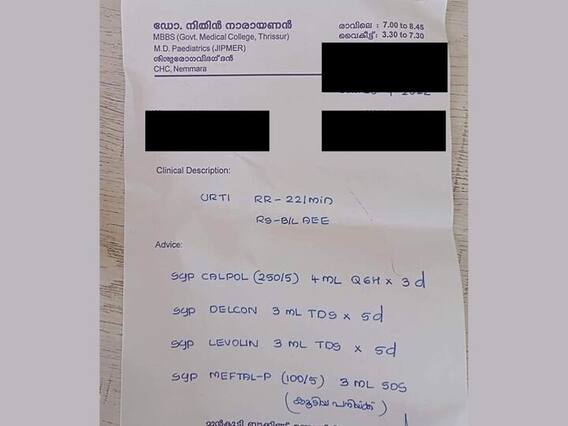 ഡോ. നിതിൻ നാരായണൻ
MBBS (Govt. Medical College, Thrissur)
M.D. Paediatrics (JIPMER)
ശിശുരോഗവിദഗ്ദൻ
CHC, Nemmara
രാവിലെ : 7.00 to 8.45
വൈകീട്ട്: 3.30 to 7.30
Clinical Description:
URTI RR - 22/min
RS - B/L AEE
Advice:
syp CALPOL (250/5) 4 ML Q6H x 3d
syp DELCON 3 ML TDS x 5d
syp LEVOLIN 3 ML TDS x 5d
syp MEFTAL-P (100/5) 3 ML SOS
(കൂടിയ പനിയ്ക്ക്)